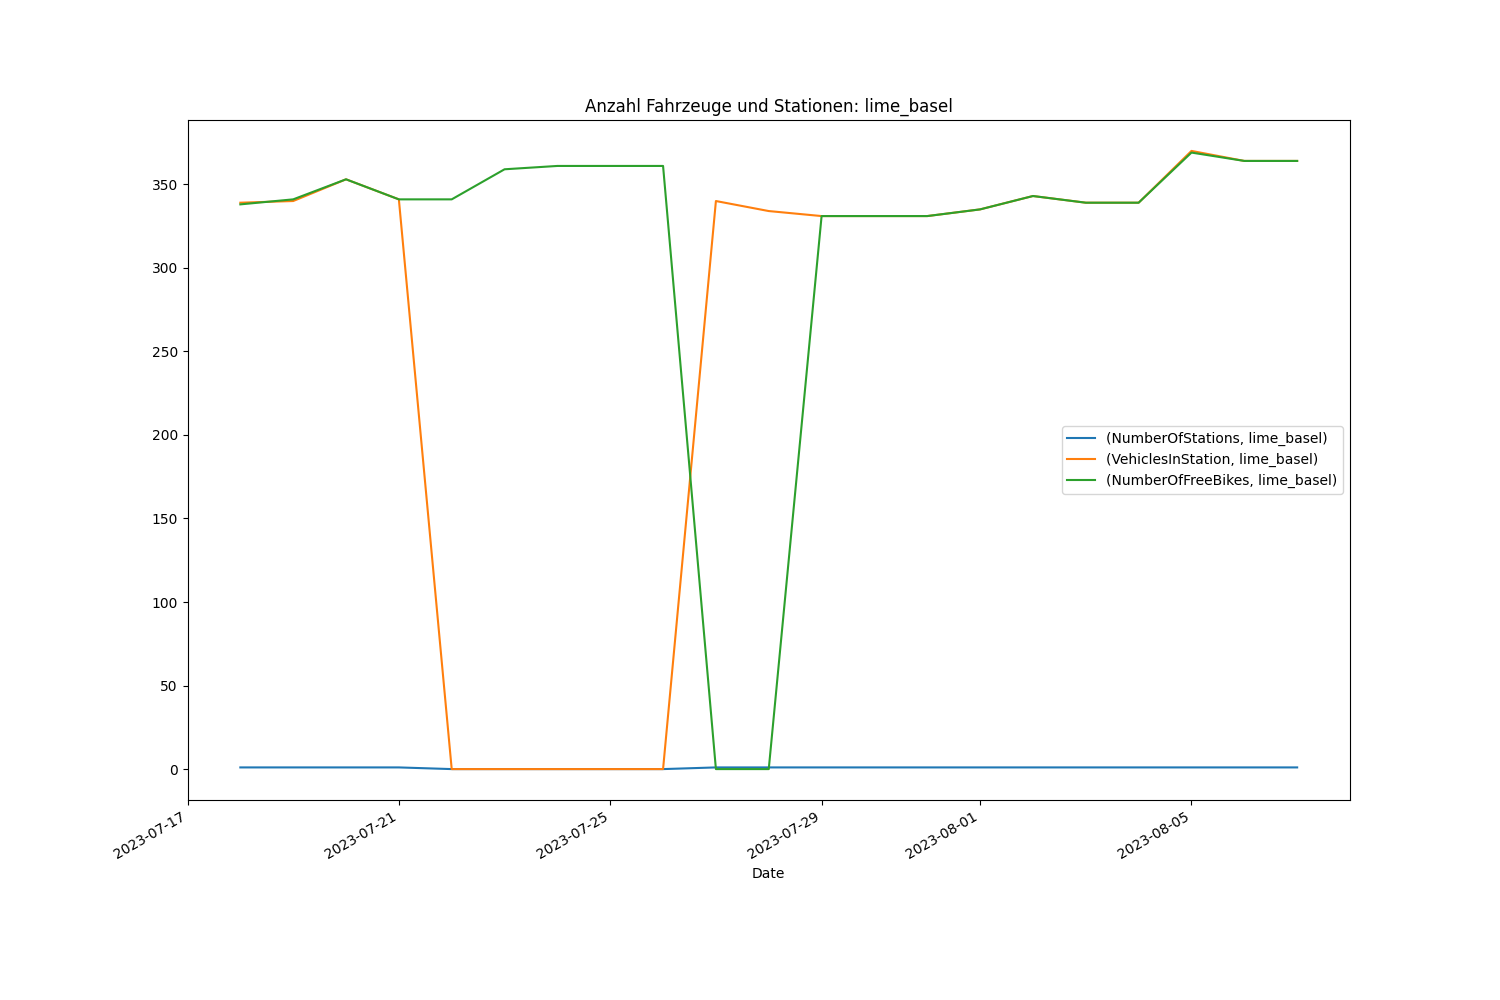 Anzahl Fahrzeuge und Stationen: lime_basel
350
300
250
200
150
100
50
0
(NumberOfStations, lime_basel)
(VehiclesInStation, lime_basel)
(NumberOfFreeBikes, lime_basel)
2023-07-17
2023-07-21
2023-07-25
2023-07-29
2023-08-01
2023-08-05
Date